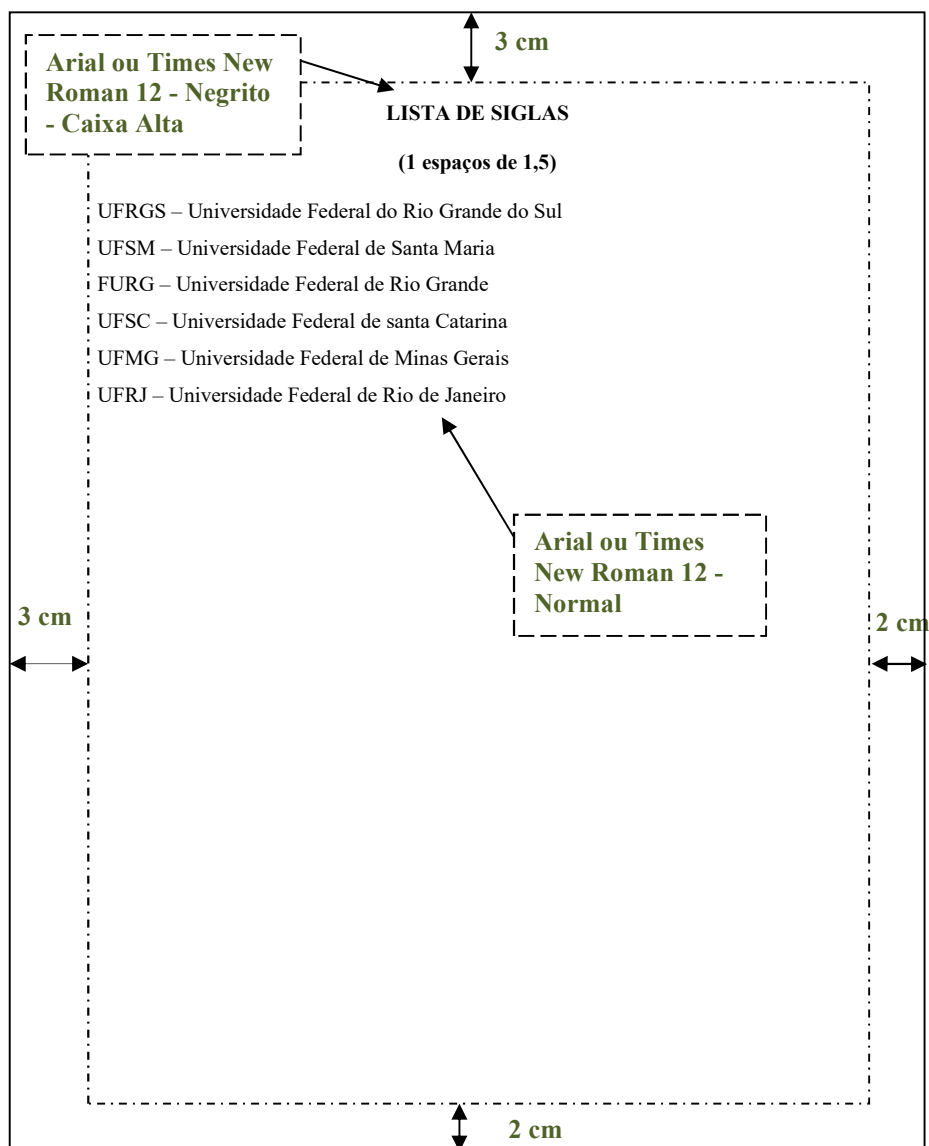 3 cm
Arial ou Times New
Roman 12 - Negrito
- Caixa Alta
LISTA DE SIGLAS
(1 espaços de 1,5)
UFRGS – Universidade Federal do Rio Grande do Sul
UFSM – Universidade Federal de Santa Maria
FURG – Universidade Federal de Rio Grande
UFSC – Universidade Federal de santa Catarina
UFMG – Universidade Federal de Minas Gerais
UFRJ – Universidade Federal de Rio de Janeiro
Arial ou Times
New Roman 12 -
Normal
3 cm
2 cm
2 cm